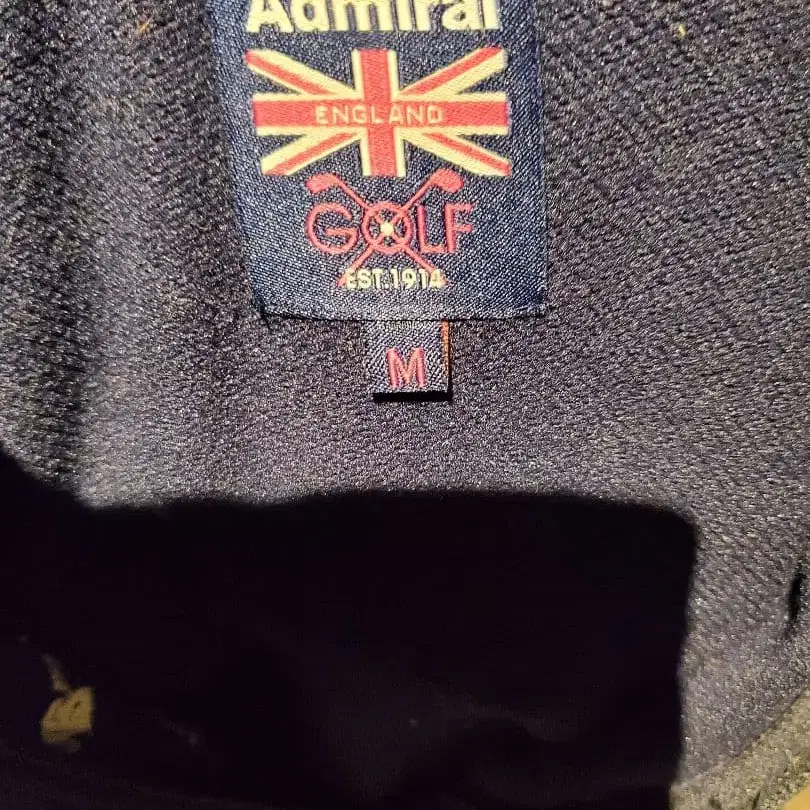 Admiral
ENGLAND
GOLF
EST.1914
M